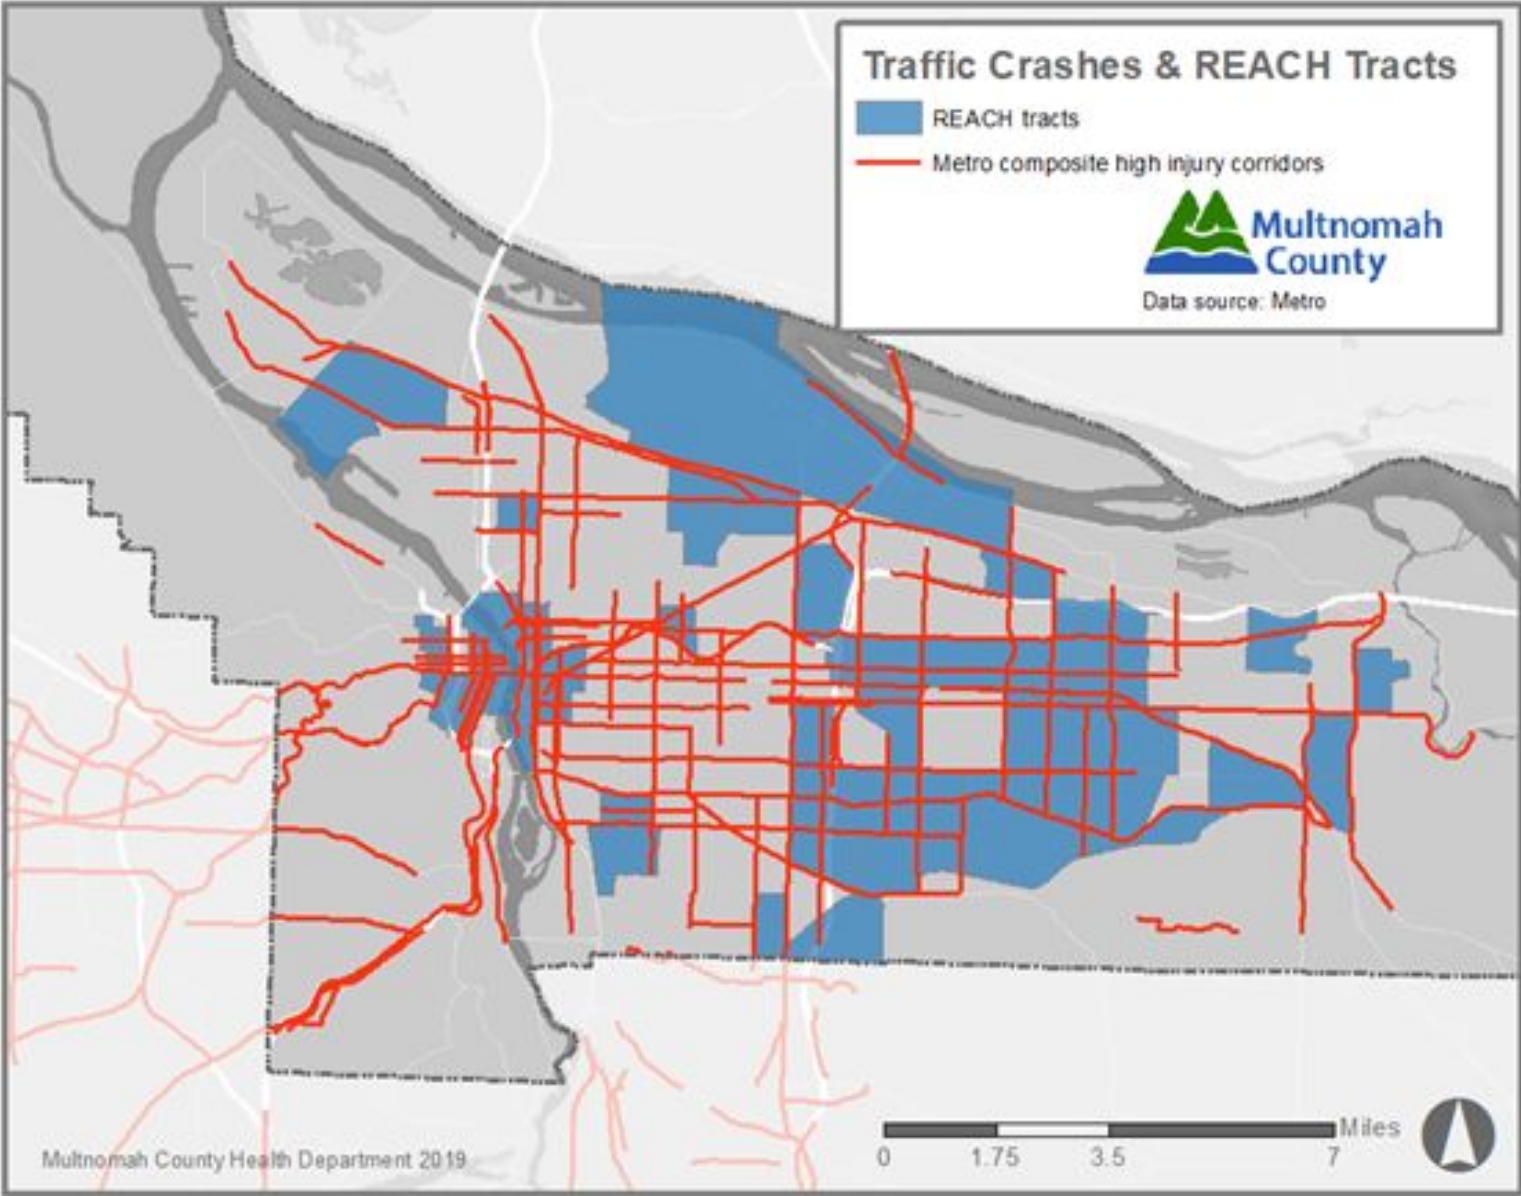 Traffic Crashes & REACH Tracts
REACH tracts
Metro composite high injury corridors
Multnomah
County
Data source: Metro
Miles
0 1.75 3.5 7
Multnomah County Health Department 2019